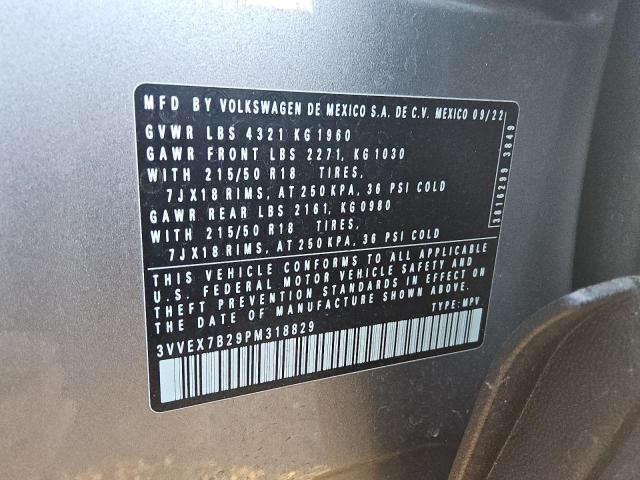 MFD BY VOLKSWAGEN DE MEXICO S.A. DE C.V. MEXICO 09/22
GVWR LBS 4321 KG 1960
GAWR FRONT LBS 2271, KG 1030
WITH 215/50 R18 TIRES,
7JX18 RIMS, AT 250 KPA, 36 PSI COLD
GAWR REAR LBS 2161, KG 0980
WITH 215/50 R18 TIRES,
7JX18 RIMS, AT 250 KPA, 36 PSI COLD
THIS VEHICLE CONFORMS TO ALL APPLICABLE
U.S. FEDERAL MOTOR VEHICLE SAFETY AND
THEFT PREVENTION STANDARDS IN EFFECT ON
THE DATE OF MANUFACTURE SHOWN ABOVE.
TYPE: MPV
3VVEX7B29PM318829
3816299 3849